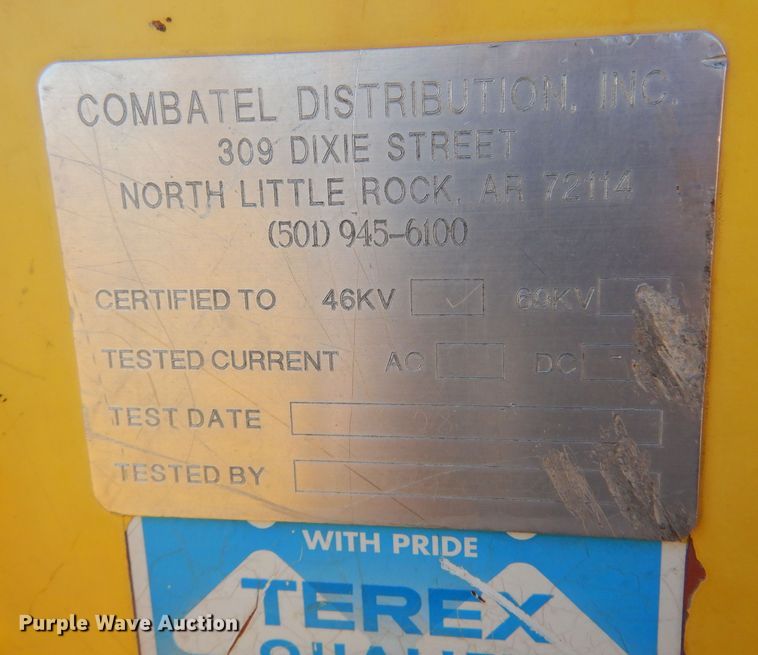 COMBATEL DISTRIBUTION, INC.
309 DIXIE STREET
NORTH LITTLE ROCK, AR 72114
(501) 945-6100
CERTIFIED TO 46KV ✓ 69KV
TESTED CURRENT AC DC
TEST DATE
TESTED BY
WITH PRIDE
TEREX
Purple Wave Auction